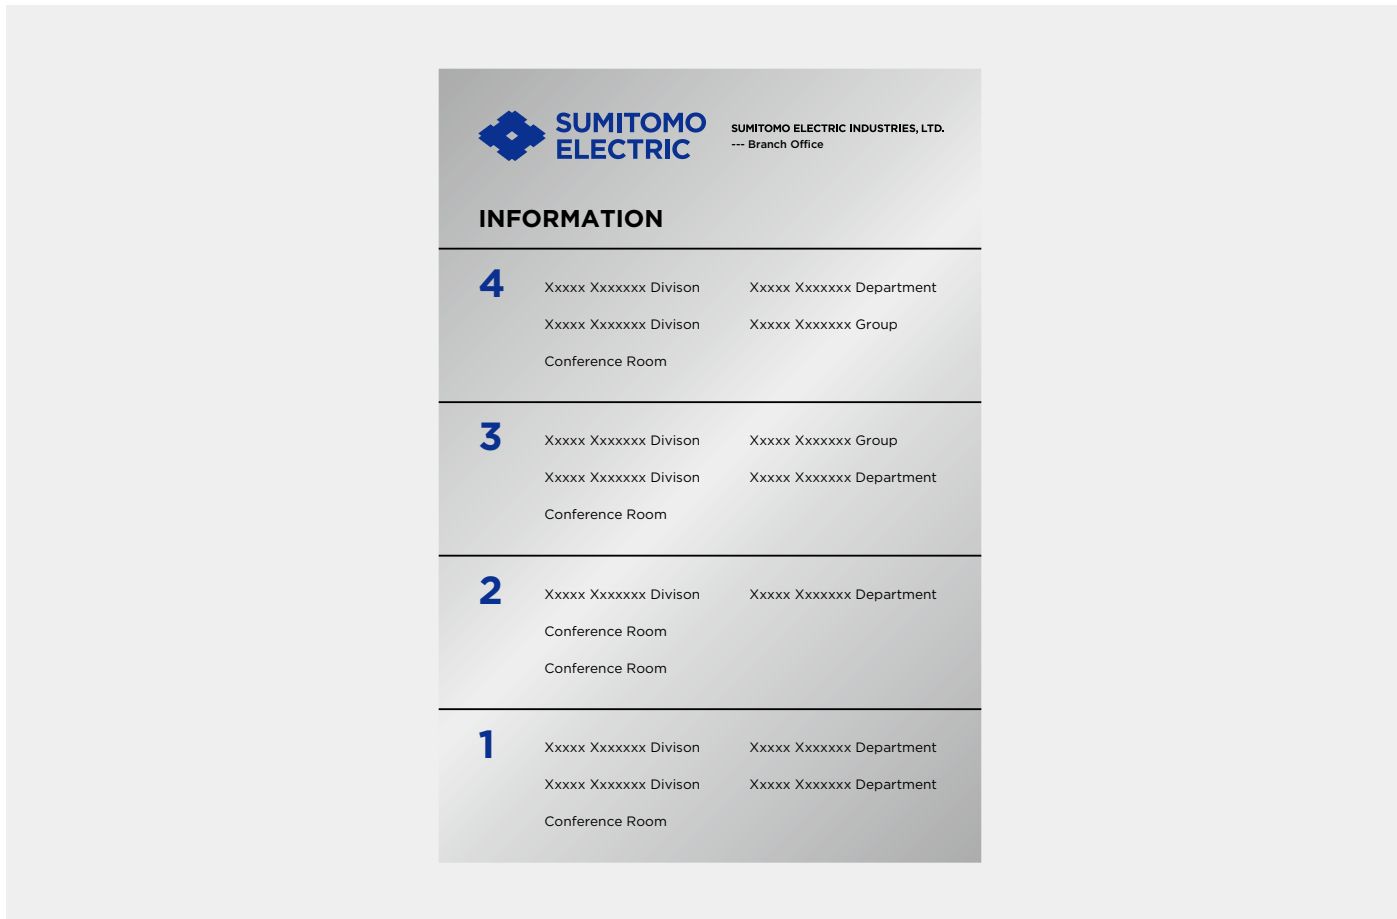 SUMITOMO
ELECTRIC
SUMITOMO ELECTRIC INDUSTRIES, LTD.
--- Branch Office
INFORMATION
4
Xxxxx Xxxxxxx Divison Xxxxx Xxxxxxx Department
Xxxxx Xxxxxxx Divison Xxxxx Xxxxxxx Group
Conference Room
3
Xxxxx Xxxxxxx Divison Xxxxx Xxxxxxx Group
Xxxxx Xxxxxxx Divison Xxxxx Xxxxxxx Department
Conference Room
2
Xxxxx Xxxxxxx Divison Xxxxx Xxxxxxx Department
Conference Room
Conference Room
1
Xxxxx Xxxxxxx Divison Xxxxx Xxxxxxx Department
Xxxxx Xxxxxxx Divison Xxxxx Xxxxxxx Department
Conference Room